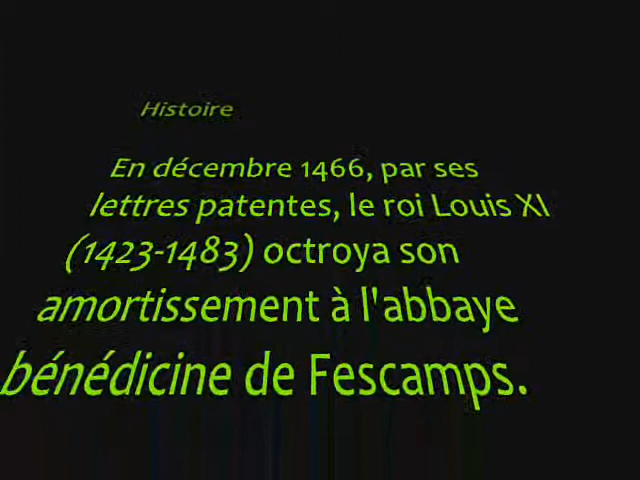 Histoire
En décembre 1466, par ses
lettres patentes, le roi Louis XI
(1423-1483) octroya son
amortissement à l'abbaye
bénédicine de Fescamps.